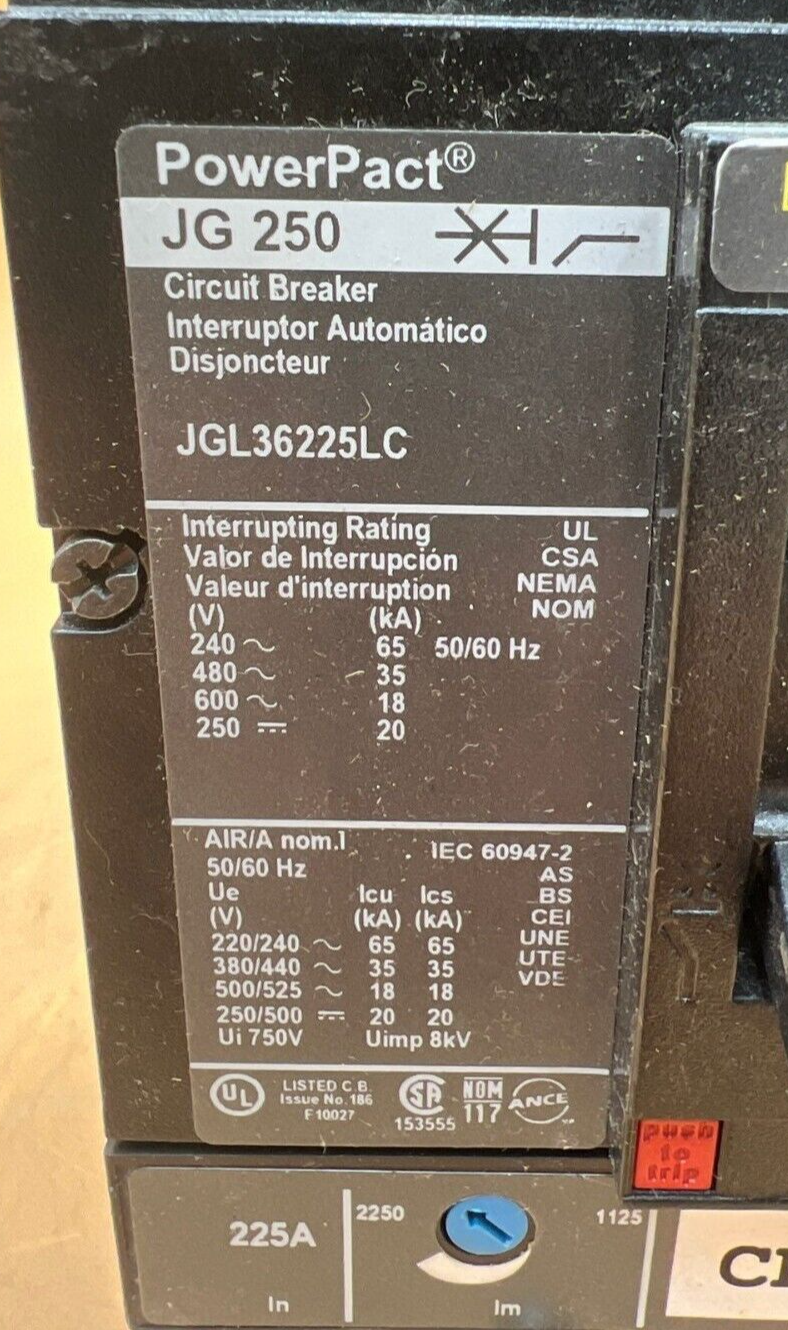 PowerPact®
JG 250
Circuit Breaker
Interruptor Automático
Disjoncteur
JGL36225LC
Interrupting Rating UL
Valor de Interrupción CSA
Valeur d'interruption NEMA
(V) (kA) NOM
240 ~ 65 50/60 Hz
480 ~ 35
600 ~ 18
250 ⎓ 20
AIR/A nom.1 IEC 60947-2
50/60 Hz AS
Ue Icu Ics BS
(V) (kA) (kA) CEI
220/240 ~ 65 65 UNE
380/440 ~ 35 35 UTE
500/525 ~ 18 18 VDE
250/500 ⎓ 20 20
Ui 750V Uimp 8kV
UL LISTED C.B. SA NOM ANCE
Issue No. 186 117
E10027 153555
push
to
trip
225A 2250 1125
In Im